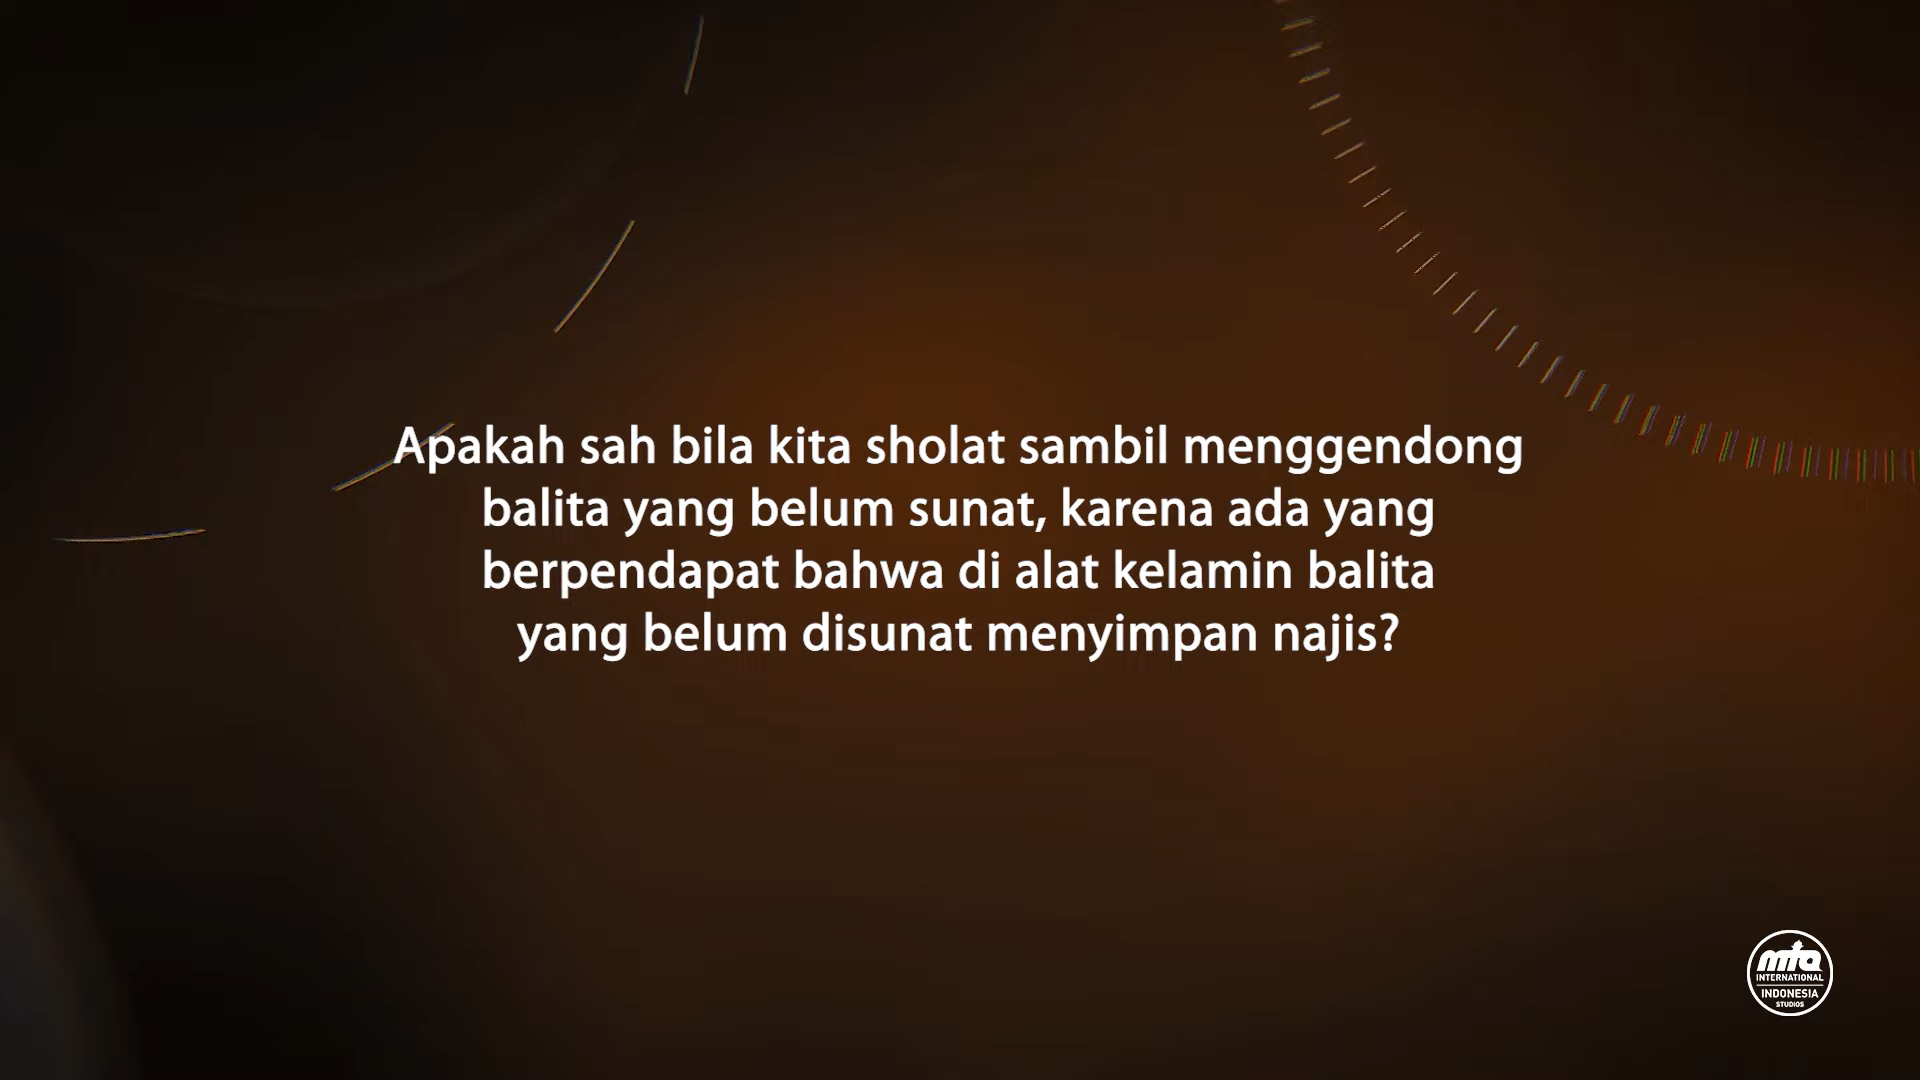 Apakah sah bila kita sholat sambil menggendong
balita yang belum sunat, karena ada yang
berpendapat bahwa di alat kelamin balita
yang belum disunat menyimpan najis?
mta
INTERNATIONAL
INDONESIA
STUDIOS